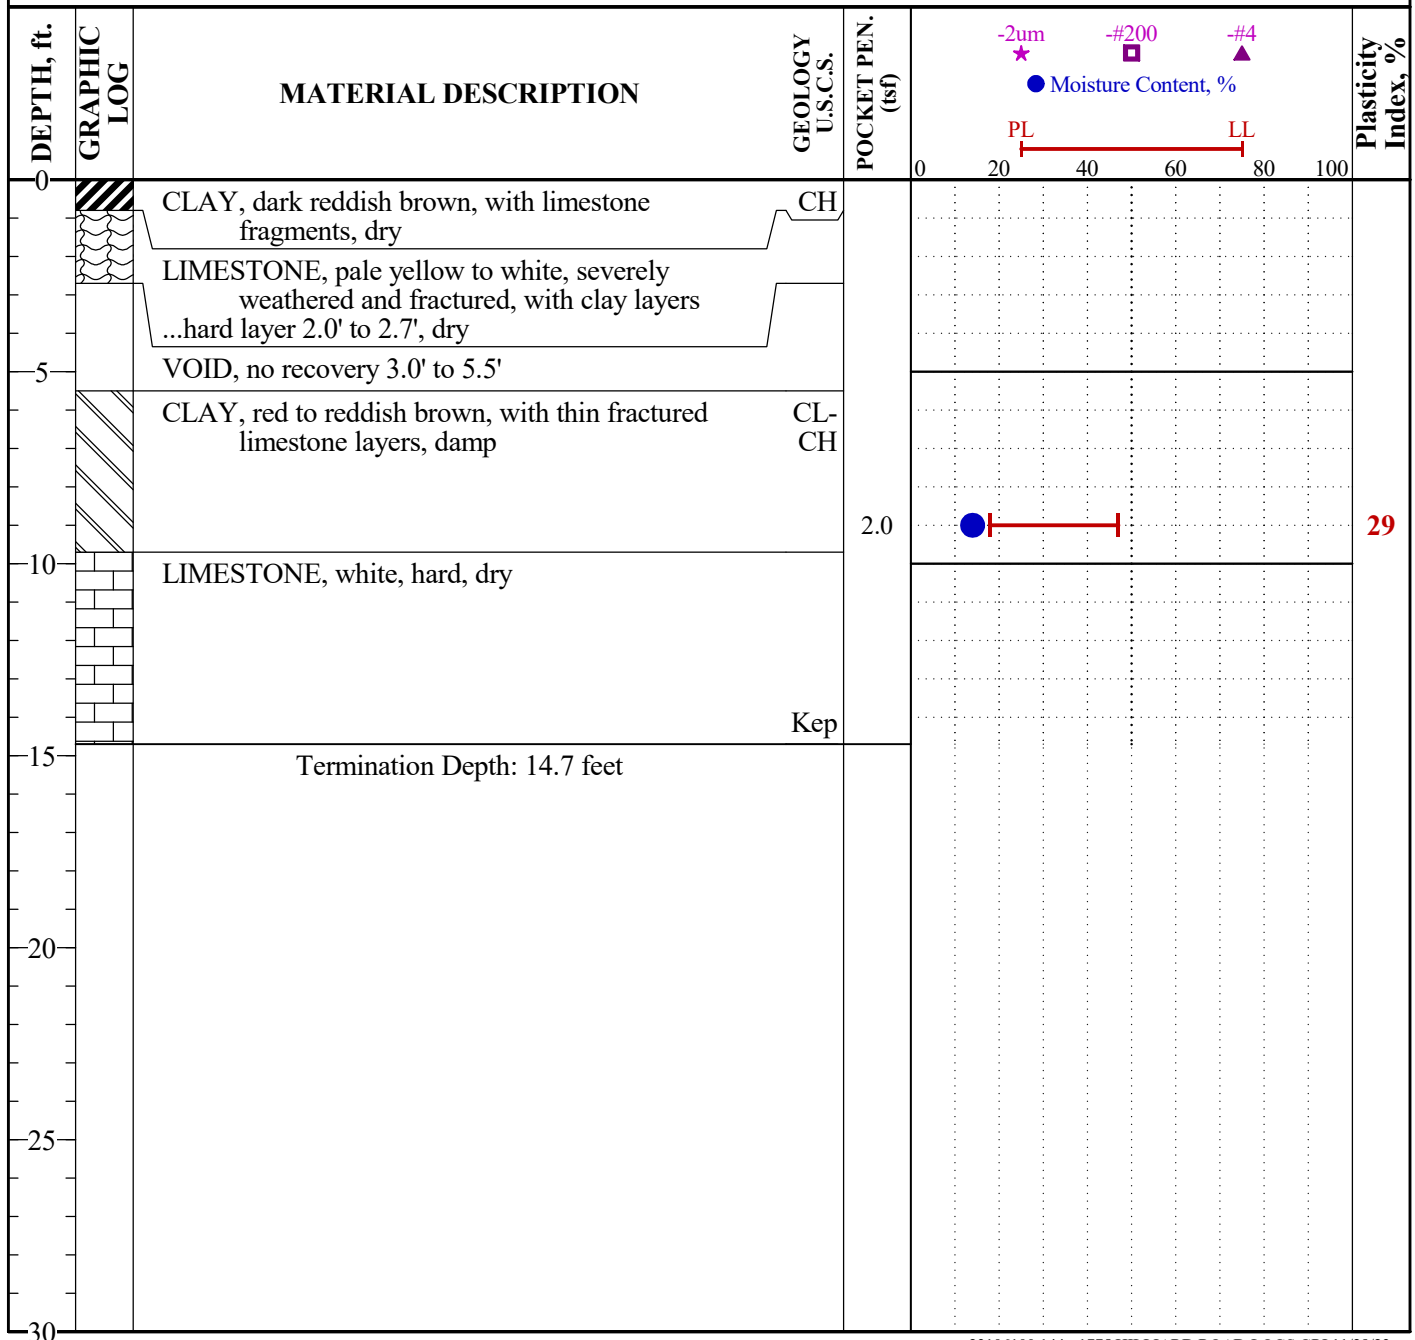 DEPTH, ft.
GRAPHIC
LOG
MATERIAL DESCRIPTION
GEOLOGY
U.S.C.S.
POCKET PEN.
(tsf)
-2um -#200 -#4
Moisture Content, %
PL LL
0 20 40 60 80 100
Plasticity
Index, %
0
CLAY, dark reddish brown, with limestone
fragments, dry
CH
LIMESTONE, pale yellow to white, severely
weathered and fractured, with clay layers
...hard layer 2.0' to 2.7', dry
VOID, no recovery 3.0' to 5.5'
5
CLAY, red to reddish brown, with thin fractured
limestone layers, damp
CL-
CH
2.0
29
10
LIMESTONE, white, hard, dry
Kep
15
Termination Depth: 14.7 feet
20
25
30